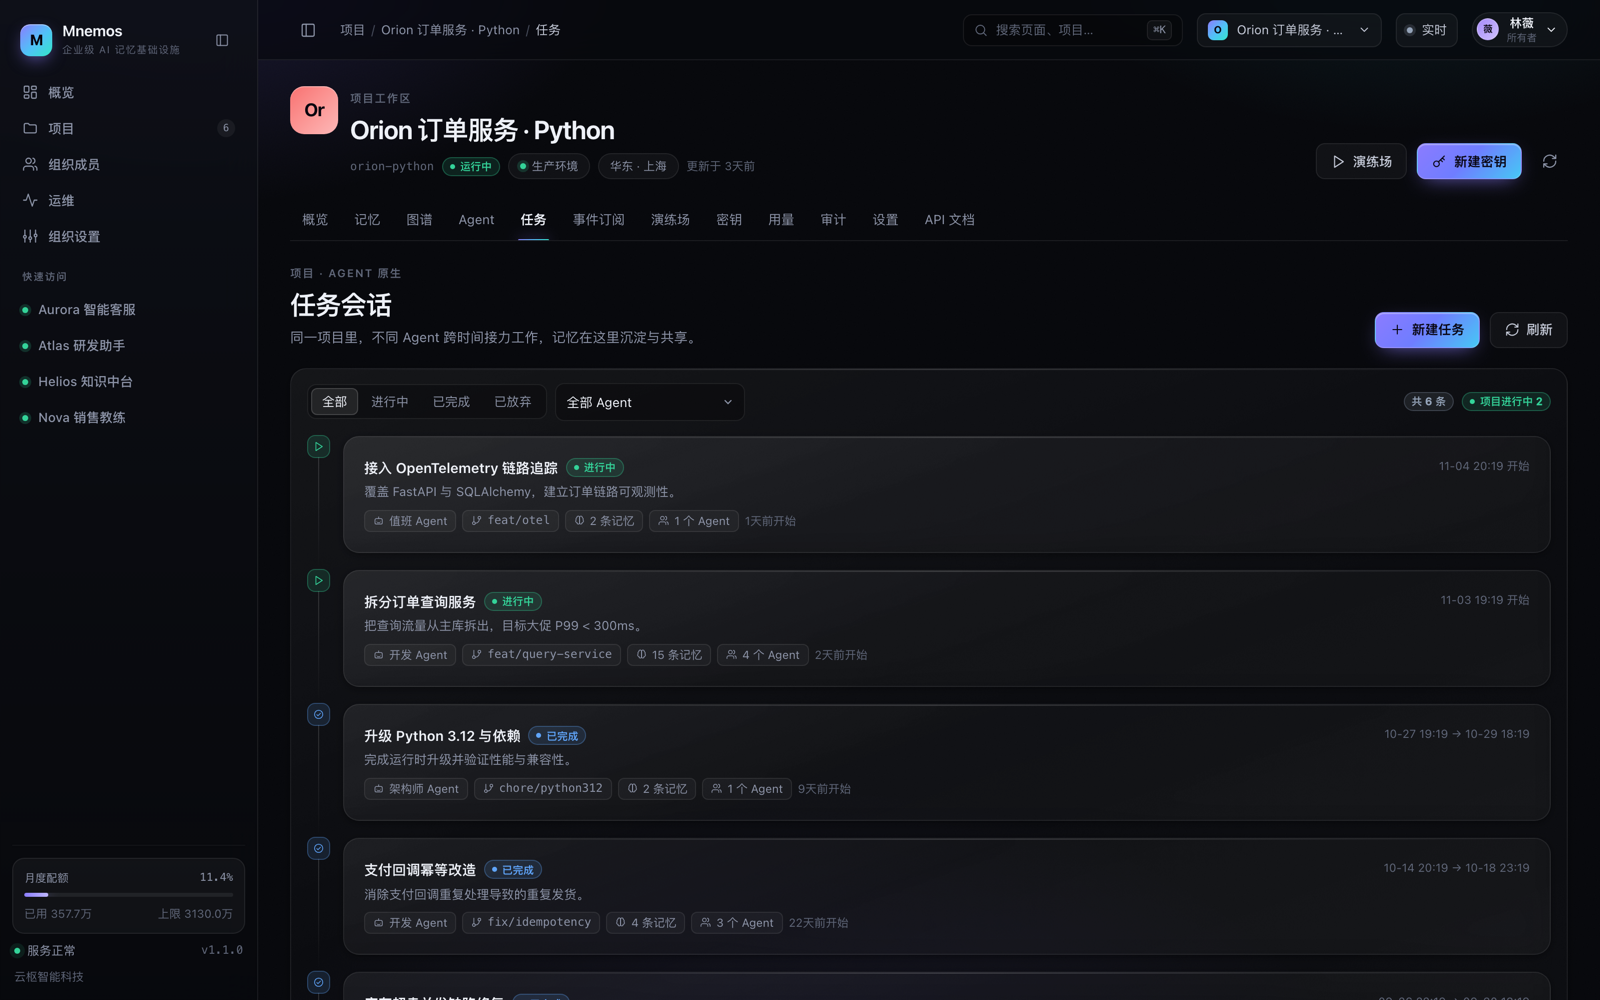 M
Mnemos
企业级 AI 记忆基础设施
概览
项目
6
组织成员
运维
组织设置
快速访问
Aurora 智能客服
Atlas 研发助手
Helios 知识中台
Nova 销售教练
月度配额 11.4%
已用 357.7万 上限 3130.0万
服务正常 v1.1.0
云枢智能科技
项目 / Orion 订单服务 · Python / 任务
搜索页面、项目... ⌘K
O Orion 订单服务 · ...
实时
薇 林薇
所有者
Or
项目工作区
Orion 订单服务 · Python
orion-python 运行中 生产环境 华东 · 上海 更新于 3天前
演练场 新建密钥
概览 记忆 图谱 Agent 任务 事件订阅 演练场 密钥 用量 审计 设置 API 文档
项目 · AGENT 原生
任务会话
同一项目里，不同 Agent 跨时间接力工作，记忆在这里沉淀与共享。
新建任务 刷新
全部 进行中 已完成 已放弃 全部 Agent 共 6 条 项目进行中 2
接入 OpenTelemetry 链路追踪 进行中 11-04 20:19 开始
覆盖 FastAPI 与 SQLAlchemy，建立订单链路可观测性。
值班 Agent feat/otel 2 条记忆 1 个 Agent 1天前开始
拆分订单查询服务 进行中 11-03 19:19 开始
把查询流量从主库拆出，目标大促 P99 < 300ms。
开发 Agent feat/query-service 15 条记忆 4 个 Agent 2天前开始
升级 Python 3.12 与依赖 已完成 10-27 19:19 → 10-29 18:19
完成运行时升级并验证性能与兼容性。
架构师 Agent chore/python312 2 条记忆 1 个 Agent 9天前开始
支付回调幂等改造 已完成 10-14 20:19 → 10-18 23:19
消除支付回调重复处理导致的重复发货。
开发 Agent fix/idempotency 4 条记忆 3 个 Agent 22天前开始